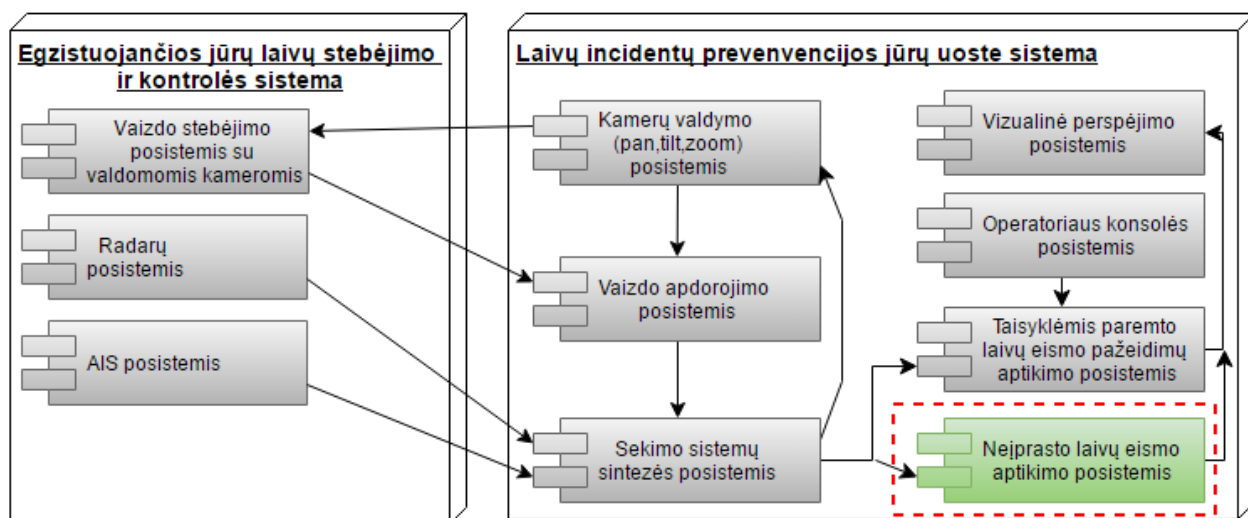 Egzistuojančios jūrų laivų stebėjimo
ir kontrolės sistema
Vaizdo stebėjimo
posistemis su
valdomomis kameromis
Radarų
posistemis
AIS posistemis
Laivų incidentų prevenvencijos jūrų uoste sistema
Kamerų valdymo
(pan,tilt,zoom)
posistemis
Vaizdo apdorojimo
posistemis
Sekimo sistemų
sintezės posistemis
Vizualinė perspėjimo
posistemis
Operatoriaus konsolės
posistemis
Taisyklėmis paremto
laivų eismo pažeidimų
aptikimo posistemis
Neįprasto laivų eismo
aptikimo posistemis